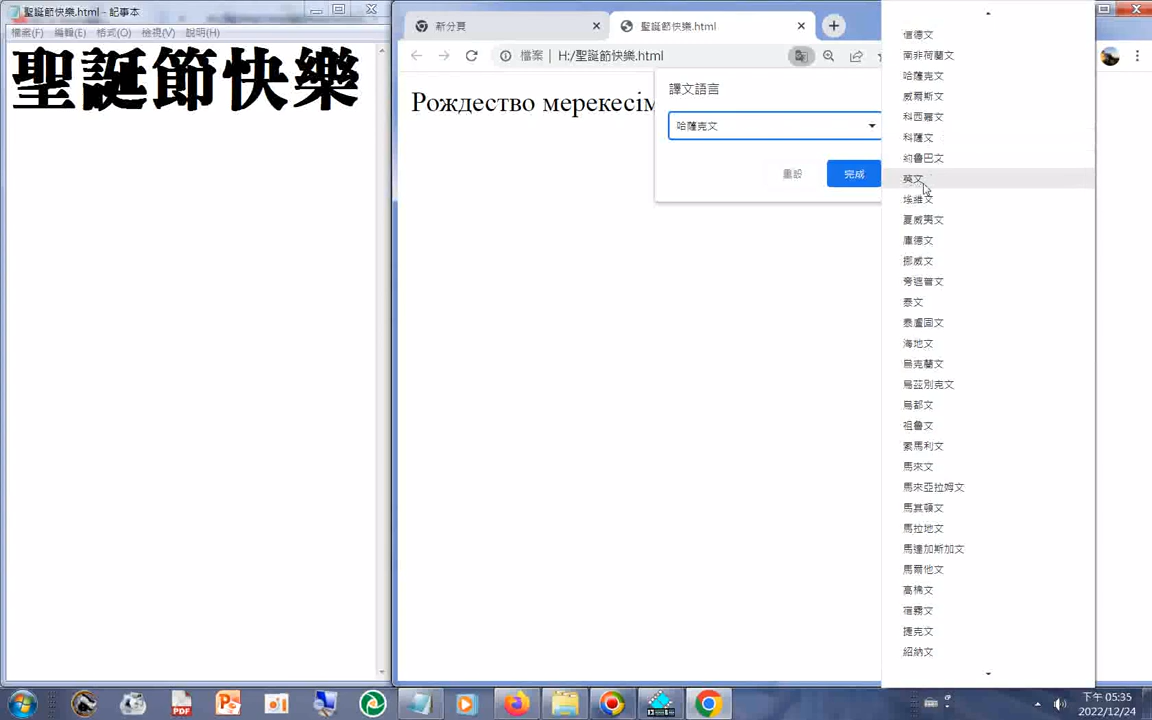 聖誕節快樂.html - 記事本
檔案(F) 編輯(E) 格式(O) 檢視(V) 說明(H)
聖誕節快樂
新分頁
聖誕節快樂.html
檔案 H:/聖誕節快樂.html
Рождество мерекесім
譯文語言
哈薩克文
重設
完成
信德文
南非荷蘭文
哈薩克文
威爾斯文
科西嘉文
科薩文
約魯巴文
英文
埃維文
夏威夷文
庫德文
挪威文
旁遮普文
泰文
泰盧固文
海地文
烏克蘭文
烏茲別克文
烏都文
祖魯文
索馬利文
馬來文
馬來亞拉姆文
馬其頓文
馬拉地文
馬達加斯加文
馬爾他文
高棉文
宿霧文
捷克文
紹納文
PDF
下午 05:35
2022/12/24